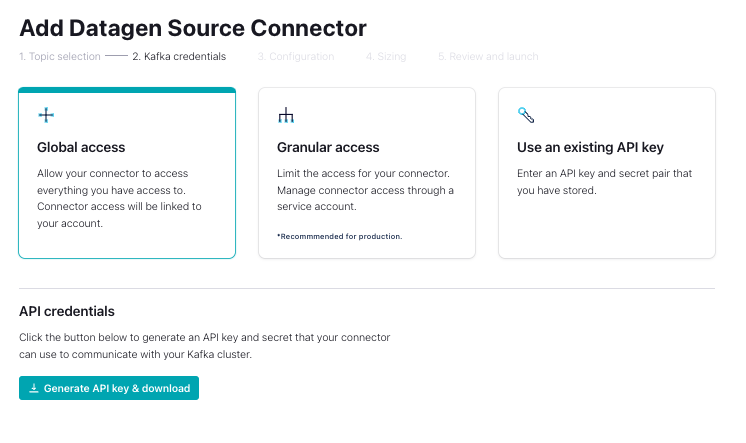 Add Datagen Source Connector
1. Topic selection 2. Kafka credentials 3. Configuration 4. Sizing 5. Review and launch
Global access
Allow your connector to access
everything you have access to.
Connector access will be linked to
your account.
Granular access
Limit the access for your connector.
Manage connector access through a
service account.
*Recommmended for production.
Use an existing API key
Enter an API key and secret pair that
you have stored.
API credentials
Click the button below to generate an API key and secret that your connector
can use to communicate with your Kafka cluster.
Generate API key & download